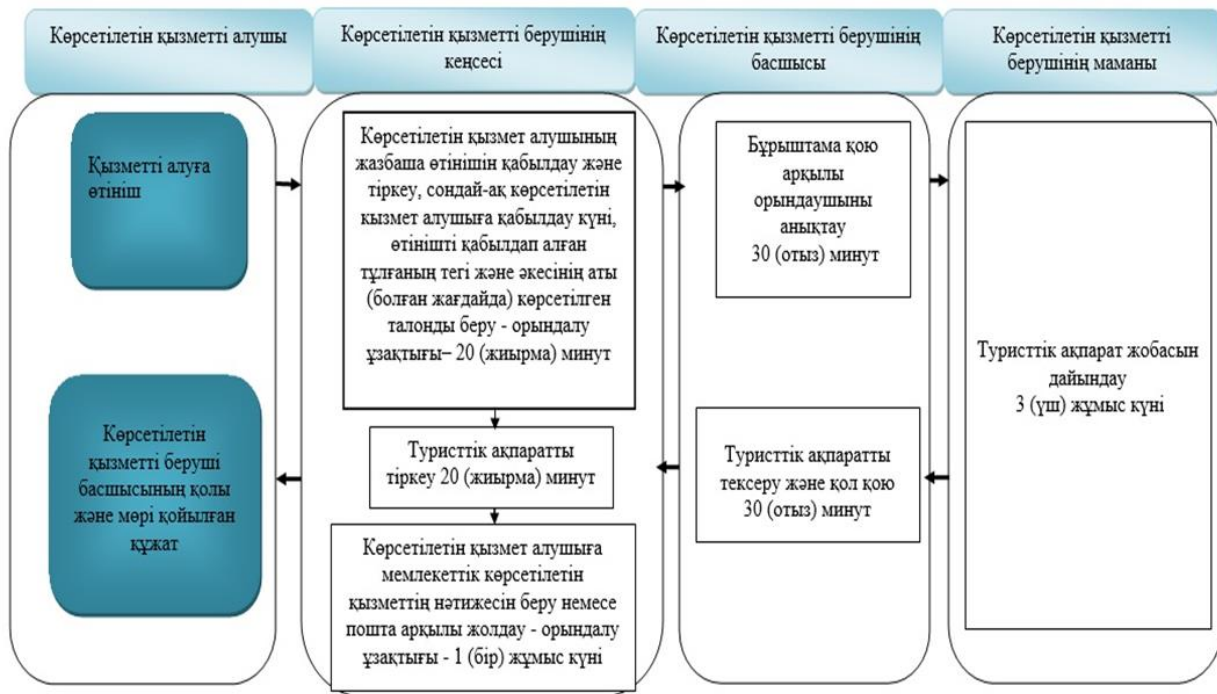 Көрсетілетін қызметті алушы
Көрсетілетін қызметті берушінің
кеңсесі
Көрсетілетін қызметті берушінің
басшысы
Көрсетілетін қызметті
берушінің маманы
Қызметті алуға
өтініш
Көрсетілетін
қызметті беруші
басшысының қолы
және мөрі қойылған
құжат
Көрсетілетін қызмет алушының
жазбаша өтінішін қабылдау және
тіркеу, сондай-ақ көрсетілетін
қызмет алушыға қабылдау күні,
өтінішті қабылдап алған
тұлғаның тегі және әкесінің аты
(болған жағдайда) көрсетілген
талонды беру - орындалу
ұзақтығы– 20 (жиырма) минут
Туристтік ақпаратты
тіркеу 20 (жиырма) минут
Көрсетілетін қызмет алушыға
мемлекеттік көрсетілетін
қызметтің нәтижесін беру немесе
пошта арқылы жолдау - орындалу
ұзақтығы - 1 (бір) жұмыс күні
Бұрыштама қою
арқылы
орындаушыны
анықтау
30 (отыз) минут
Туристтік ақпаратты
тексеру және қол қою
30 (отыз) минут
Туристтік ақпарат жобасын
дайындау
3 (үш) жұмыс күні